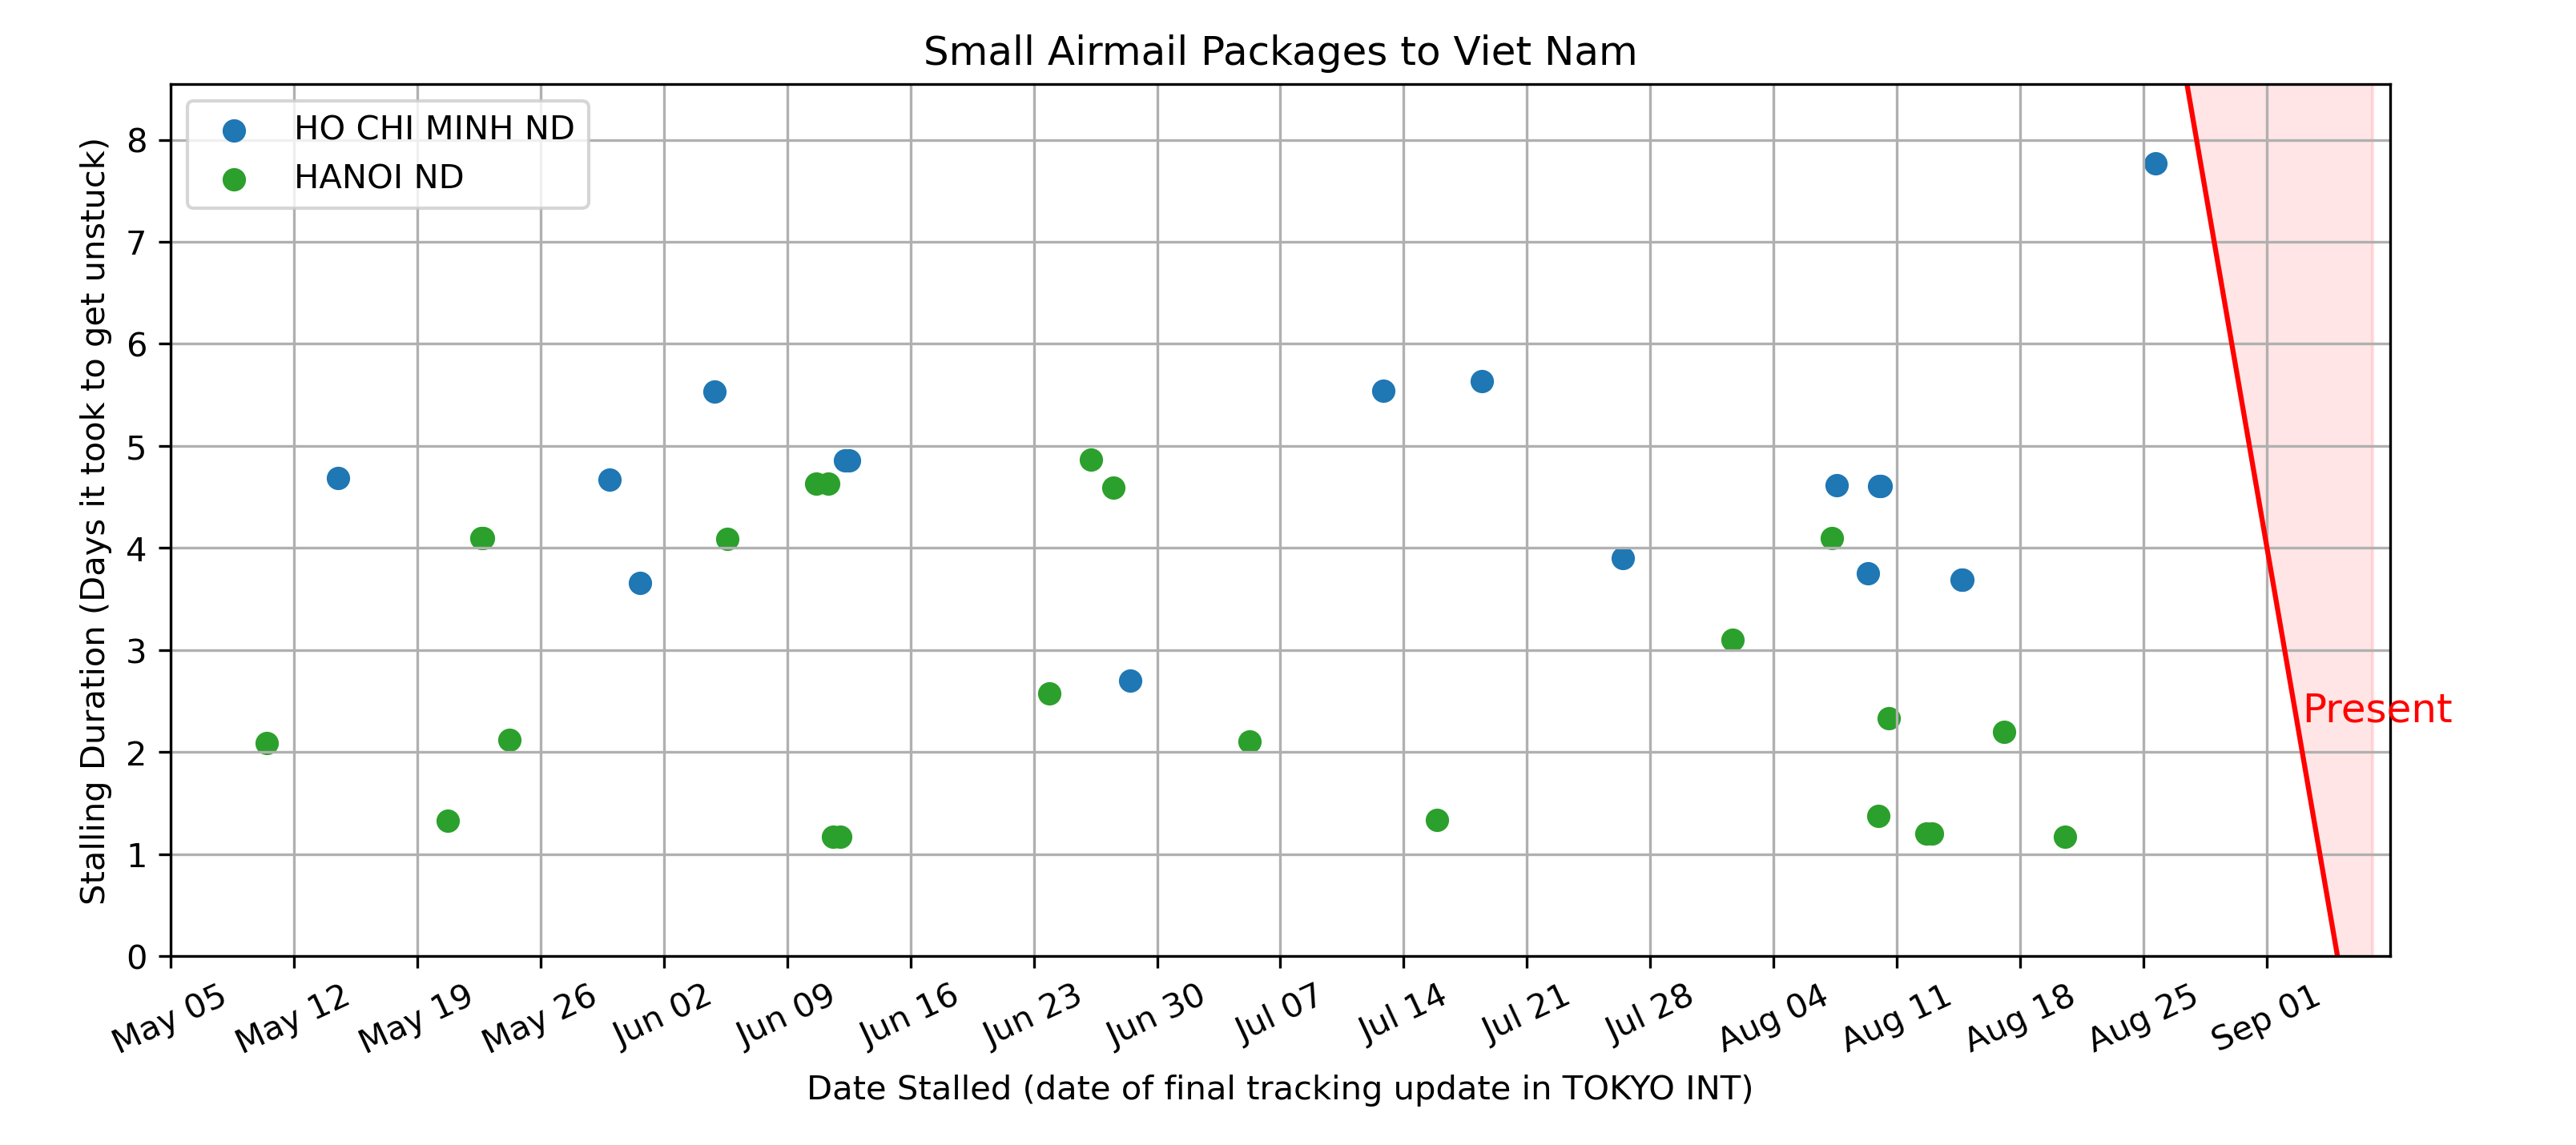 Small Airmail Packages to Viet Nam
HO CHI MINH ND
HANOI ND
Stalling Duration (Days it took to get unstuck)
8
7
6
5
4
3
2
1
0
Present
May 05
May 12
May 19
May 26
Jun 02
Jun 09
Jun 16
Jun 23
Jun 30
Jul 07
Jul 14
Jul 21
Jul 28
Aug 04
Aug 11
Aug 18
Aug 25
Sep 01
Date Stalled (date of final tracking update in TOKYO INT)